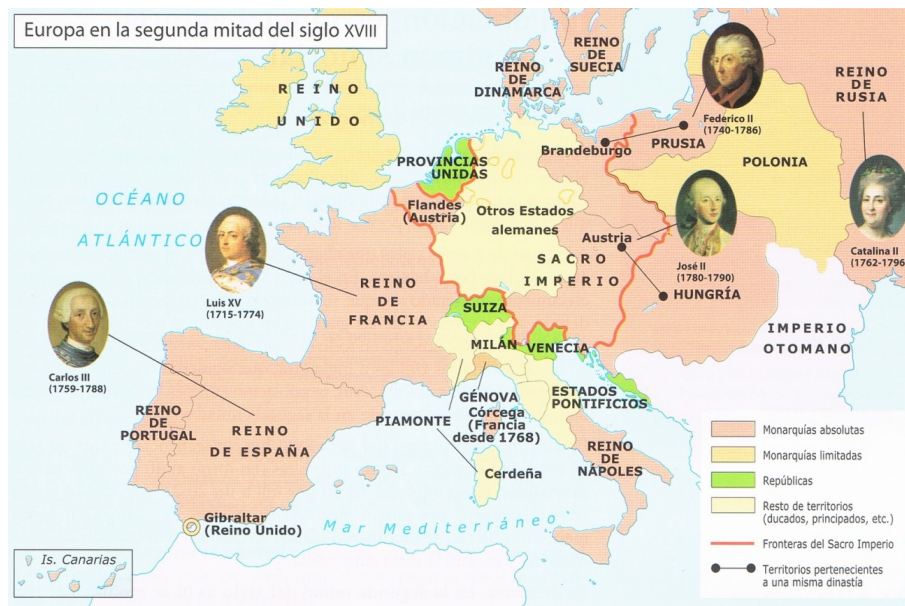 Europa en la segunda mitad del siglo XVIII
REINO
DE
SUECIA
REINO
DE
DINAMARCA
REINO
UNIDO
REINO
DE
RUSIA
Federico II
(1740-1786)
PRUSIA
Brandeburgo
POLONIA
PROVINCIAS
UNIDAS
OCÉANO
ATLÁNTICO
Flandes
(Austria)
Otros Estados
alemanes
Austria
SACRO
IMPERIO
José II
(1780-1790)
HUNGRÍA
Catalina II
(1762-1796)
Luis XV
(1715-1774)
REINO
DE
FRANCIA
SUIZA
MILÁN
VENECIA
IMPERIO
OTOMANO
Carlos III
(1759-1788)
GÉNOVA
ESTADOS
PONTIFICIOS
PIAMONTE
Córcega
(Francia
desde 1768)
REINO
DE
PORTUGAL
REINO
DE ESPAÑA
Cerdeña
REINO
DE
NÁPOLES
Gibraltar
(Reino Unido)
Mar Mediterráneo
Is. Canarias
Monarquías absolutas
Monarquías limitadas
Repúblicas
Resto de territorios
(ducados, principados, etc.)
Fronteras del Sacro Imperio
Territorios pertenecientes
a una misma dinastía